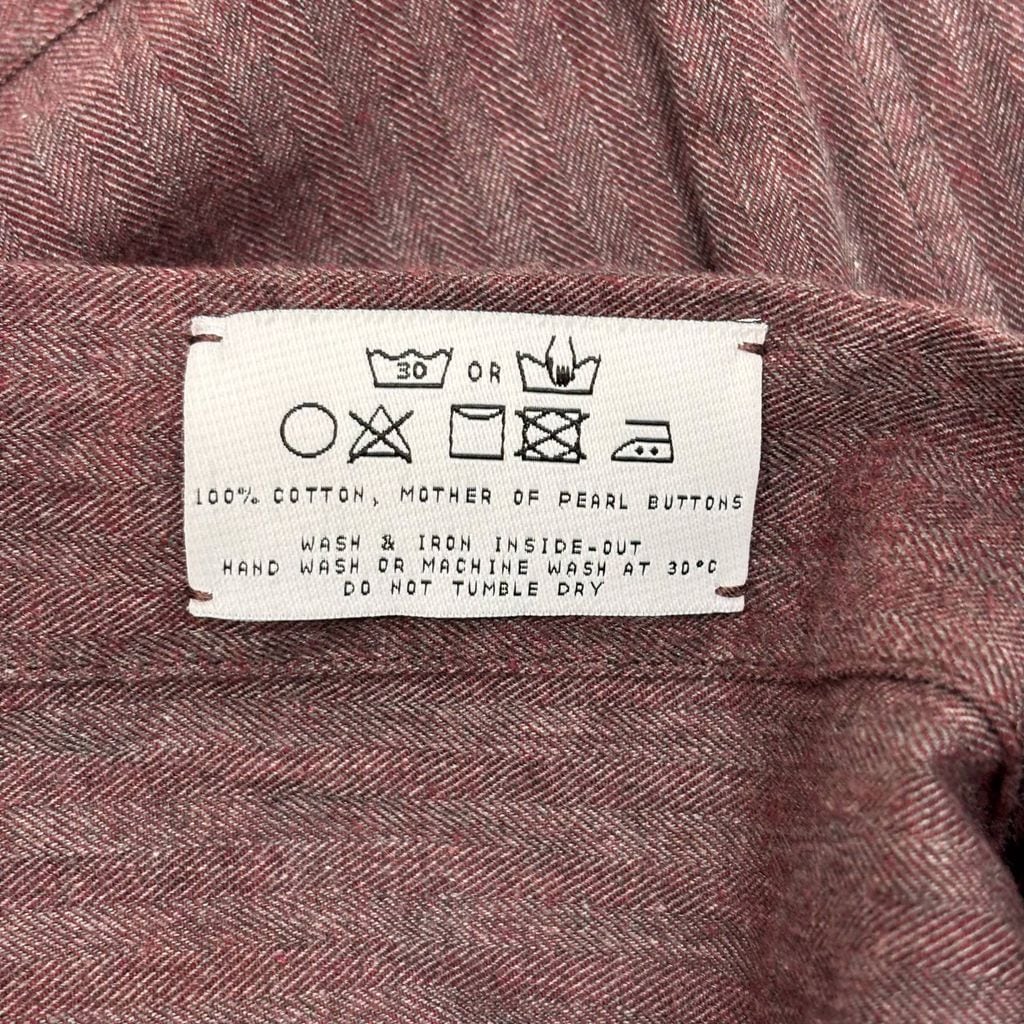 30 OR
100% COTTON, MOTHER OF PEARL BUTTONS
WASH & IRON INSIDE-OUT
HAND WASH OR MACHINE WASH AT 30°C
DO NOT TUMBLE DRY